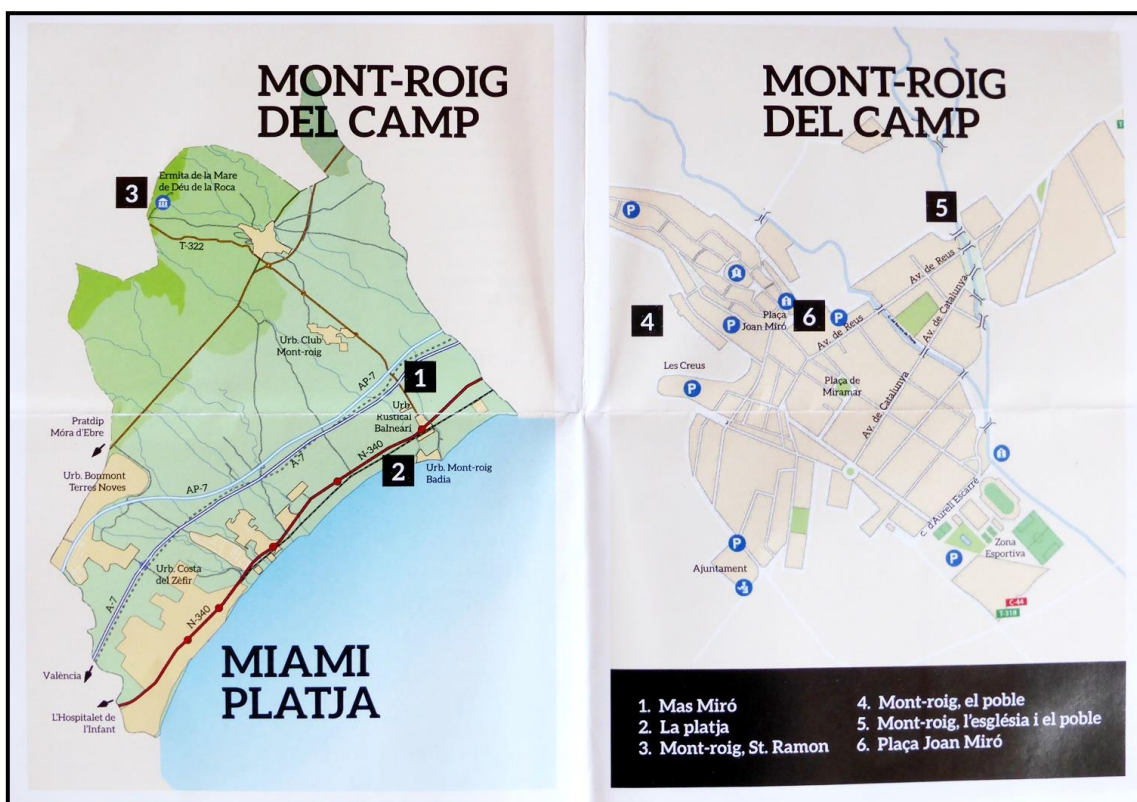 MONT-ROIG
DEL CAMP
3
Ermita de la Mare
de Déu de la Roca
T-322
Urb. Club
Mont-roig
AP-7
1
Urb.
Rustical
Balneari
Pratdip
Móra d'Ebre
A-7
N-340
2
Urb. Mont-roig
Badia
Urb. Bonmont
Terres Noves
AP-7
Urb. Costa
del Zèfir
A-7
N-340
MIAMI
PLATJA
València
L'Hospitalet de
l'Infant
MONT-ROIG
DEL CAMP
P
5
Av. de Reus
Av. de Catalunya
4
6
Plaça
Joan Miró
P
P
Av. de Reus
Les Creus
P
Plaça de
Miramar
Av. de Catalunya
c. d'Aureli Escarré
Zona
Esportiva
P
P
Ajuntament
C-44
T-318
1. Mas Miró
2. La platja
3. Mont-roig, St. Ramon
4. Mont-roig, el poble
5. Mont-roig, l'església i el poble
6. Plaça Joan Miró